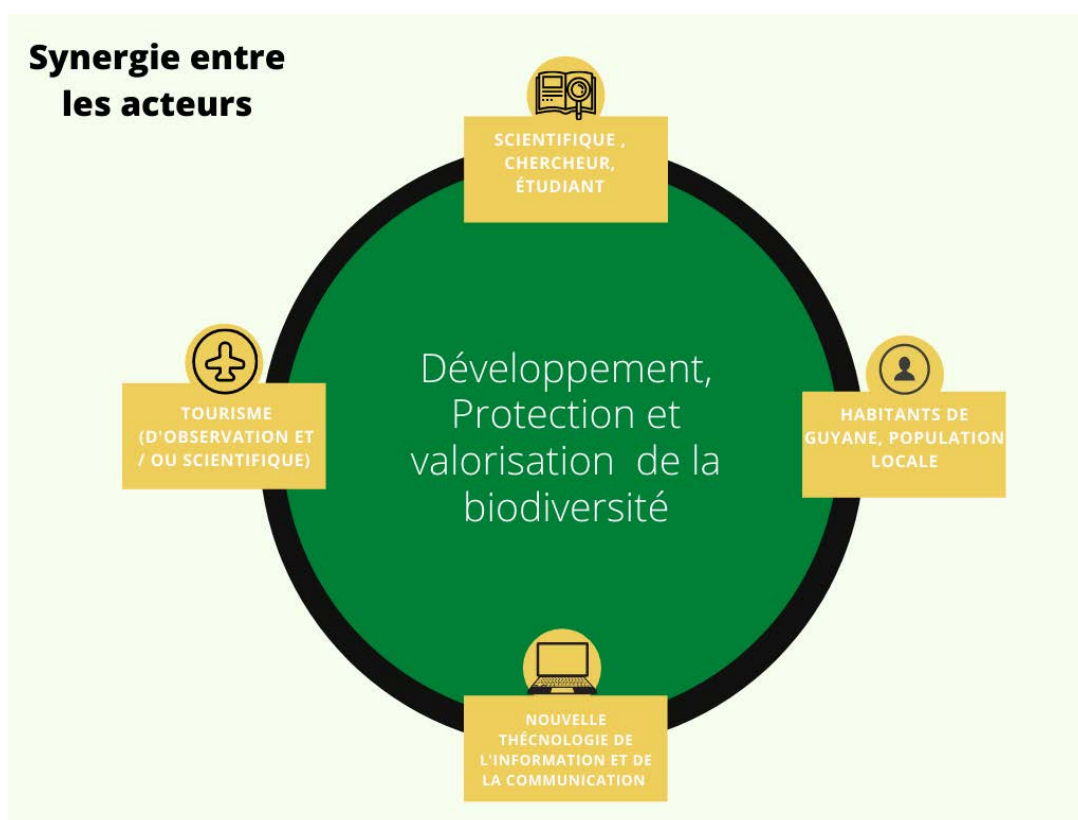 Synergie entre
les acteurs
SCIENTIFIQUE ,
CHERCHEUR,
ÉTUDIANT
TOURISME
(D'OBSERVATION ET
/ OU SCIENTIFIQUE)
Développement,
Protection et
valorisation de la
biodiversité
HABITANTS DE
GUYANE, POPULATION
LOCALE
NOUVELLE
THÉCNOLOGIE DE
L'INFORMATION ET DE
LA COMMUNICATION